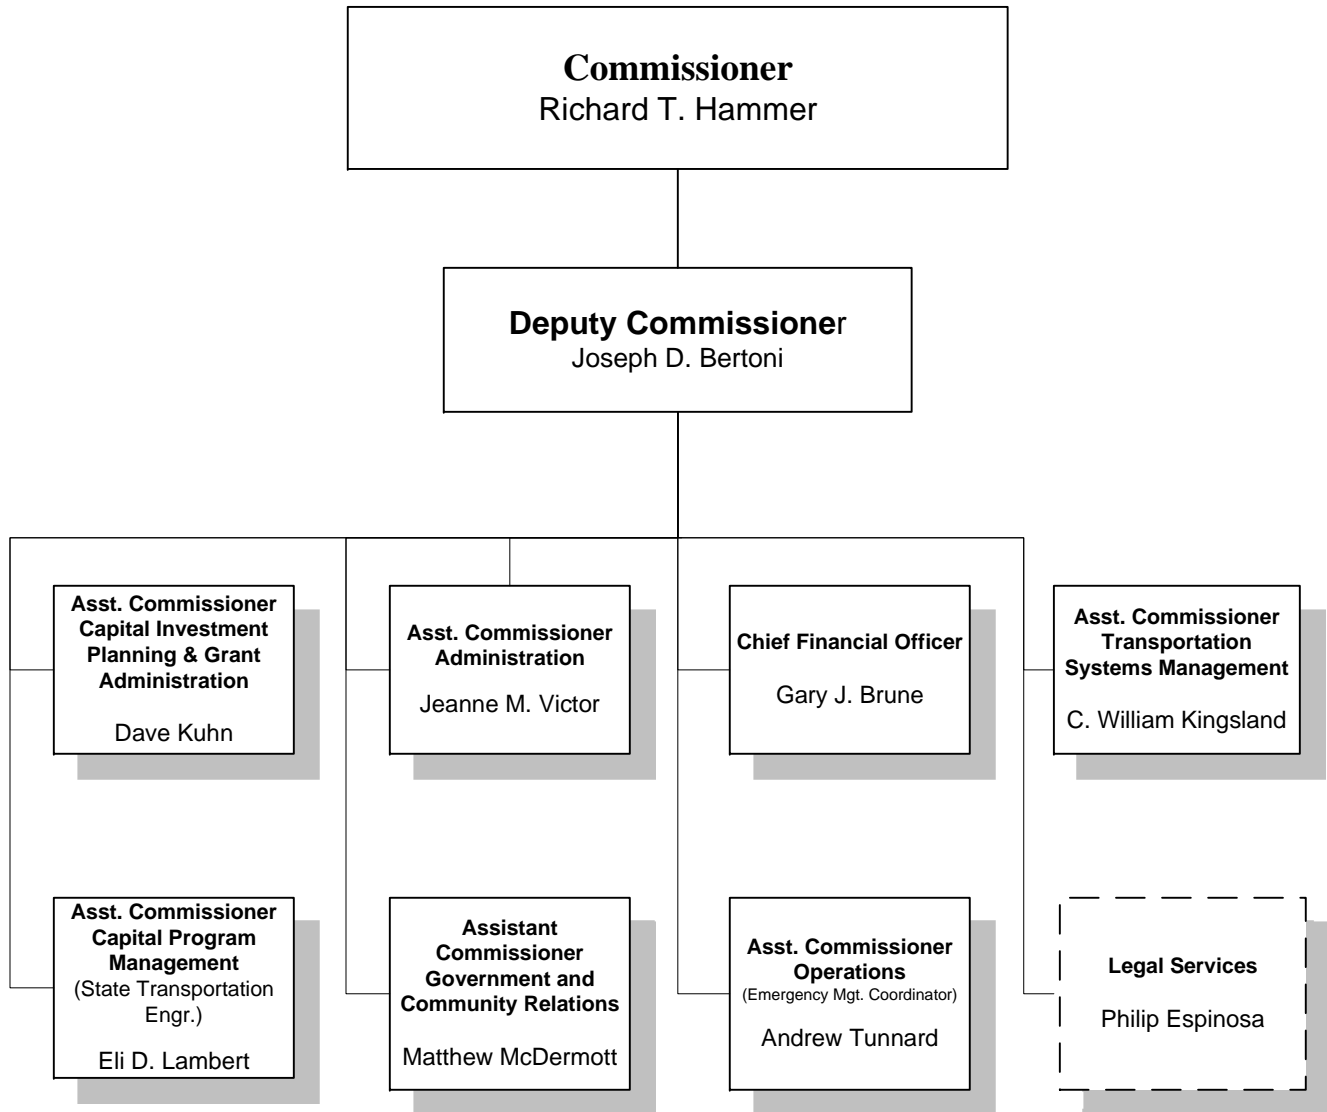 Commissioner
Richard T. Hammer
Deputy Commissioner
Joseph D. Bertoni
Asst. Commissioner
Capital Investment
Planning & Grant
Administration
Dave Kuhn
Asst. Commissioner
Administration
Jeanne M. Victor
Chief Financial Officer
Gary J. Brune
Asst. Commissioner
Transportation
Systems Management
C. William Kingsland
Asst. Commissioner
Capital Program
Management
(State Transportation
Engr.)
Eli D. Lambert
Assistant
Commissioner
Government and
Community Relations
Matthew McDermott
Asst. Commissioner
Operations
(Emergency Mgt. Coordinator)
Andrew Tunnard
Legal Services
Philip Espinosa